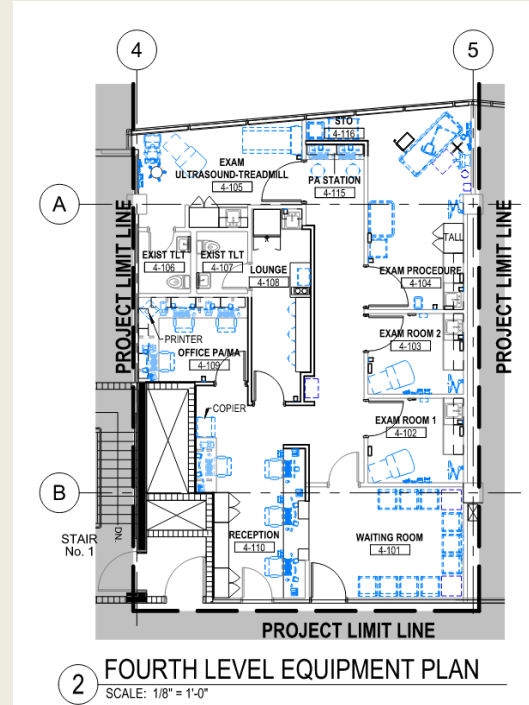 4
5
STO
4-116
EXAM
ULTRASOUND-TREADMILL
4-105
PA STATION
4-115
A
TALL
EXIST TLT
4-106
EXIST TLT
4-107
LOUNGE
4-108
EXAM PROCEDURE
4-104
PROJECT LIMIT LINE
PROJECT LIMIT LINE
PRINTER
OFFICE PA/MA
4-109
EXAM ROOM 2
4-103
COPIER
EXAM ROOM 1
4-102
B
DN.
STAIR
No. 1
RECEPTION
4-110
WAITING ROOM
4-101
PROJECT LIMIT LINE
2
FOURTH LEVEL EQUIPMENT PLAN
SCALE: 1/8" = 1'-0"